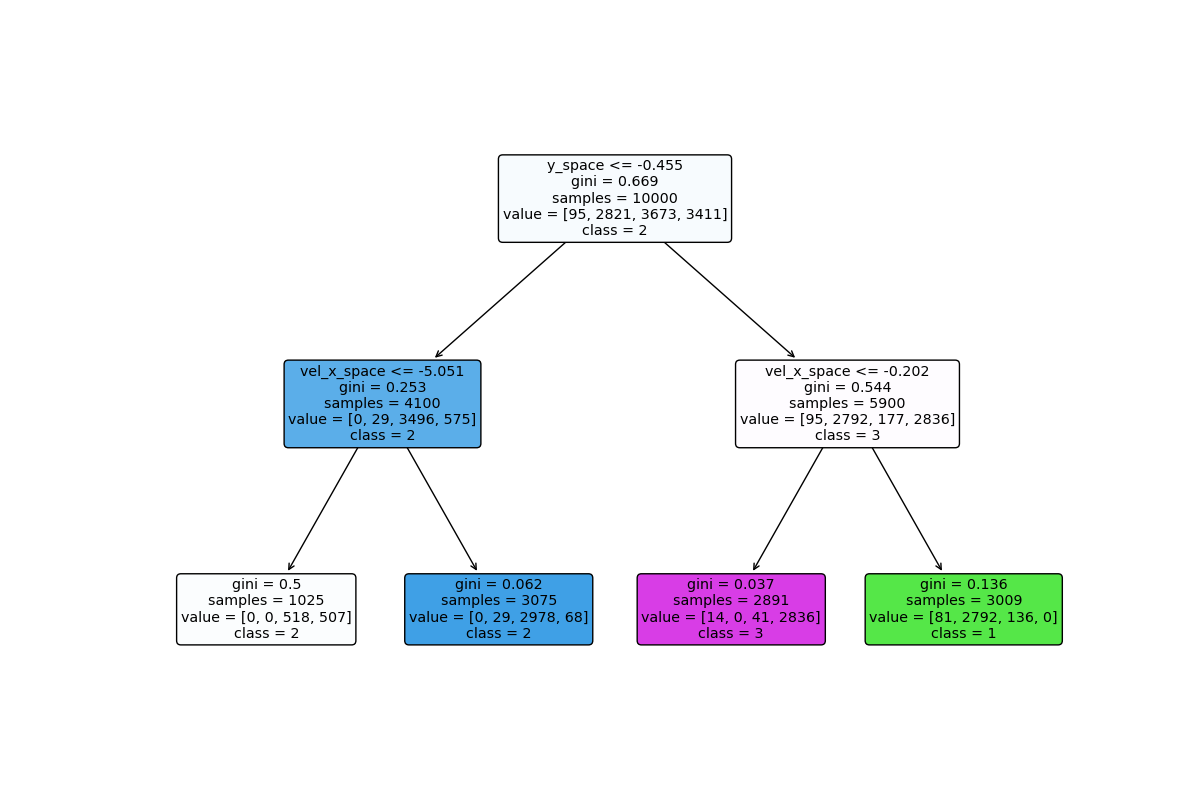 y_space <= -0.455
gini = 0.669
samples = 10000
value = [95, 2821, 3673, 3411]
class = 2
vel_x_space <= -5.051
gini = 0.253
samples = 4100
value = [0, 29, 3496, 575]
class = 2
vel_x_space <= -0.202
gini = 0.544
samples = 5900
value = [95, 2792, 177, 2836]
class = 3
gini = 0.5
samples = 1025
value = [0, 0, 518, 507]
class = 2
gini = 0.062
samples = 3075
value = [0, 29, 2978, 68]
class = 2
gini = 0.037
samples = 2891
value = [14, 0, 41, 2836]
class = 3
gini = 0.136
samples = 3009
value = [81, 2792, 136, 0]
class = 1